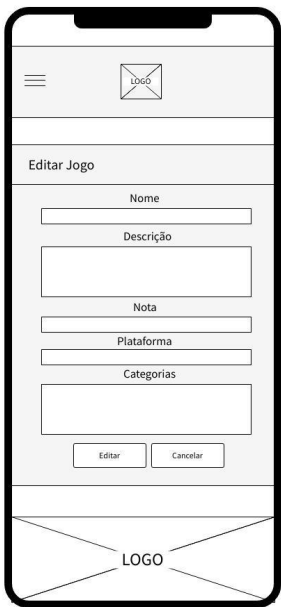 LOGO
Editar Jogo
Nome
Descrição
Nota
Plataforma
Categorias
Editar Cancelar
LOGO